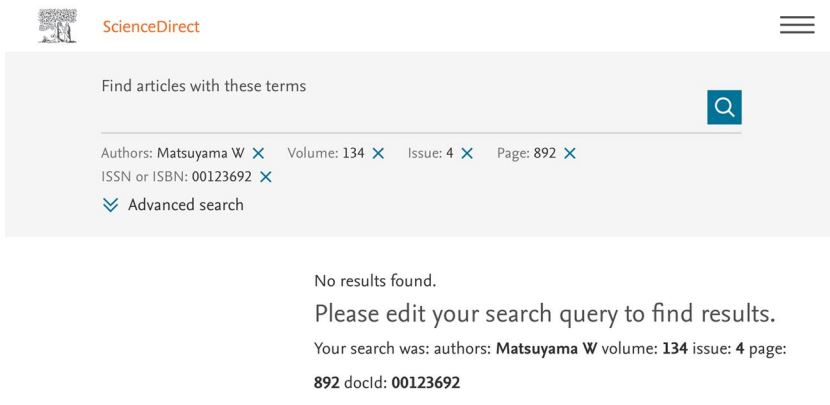 ScienceDirect
Find articles with these terms
Authors: Matsuyama W × Volume: 134 × Issue: 4 × Page: 892 ×
ISSN or ISBN: 00123692 ×
Advanced search
No results found.
Please edit your search query to find results.
Your search was: authors: Matsuyama W volume: 134 issue: 4 page:
892 docId: 00123692